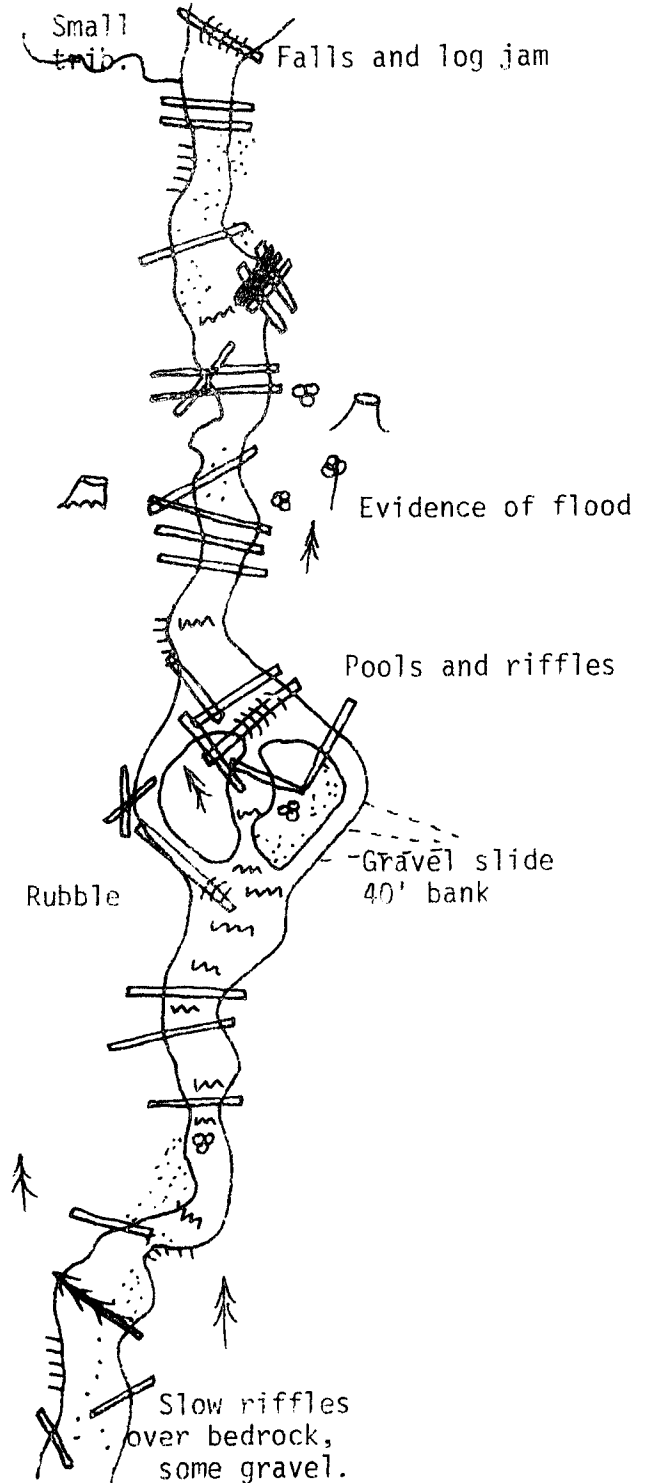 Small
trib.
Falls and log jam
Evidence of flood
Pools and riffles
Gravel slide
40' bank
Rubble
Slow riffles
over bedrock,
some gravel.